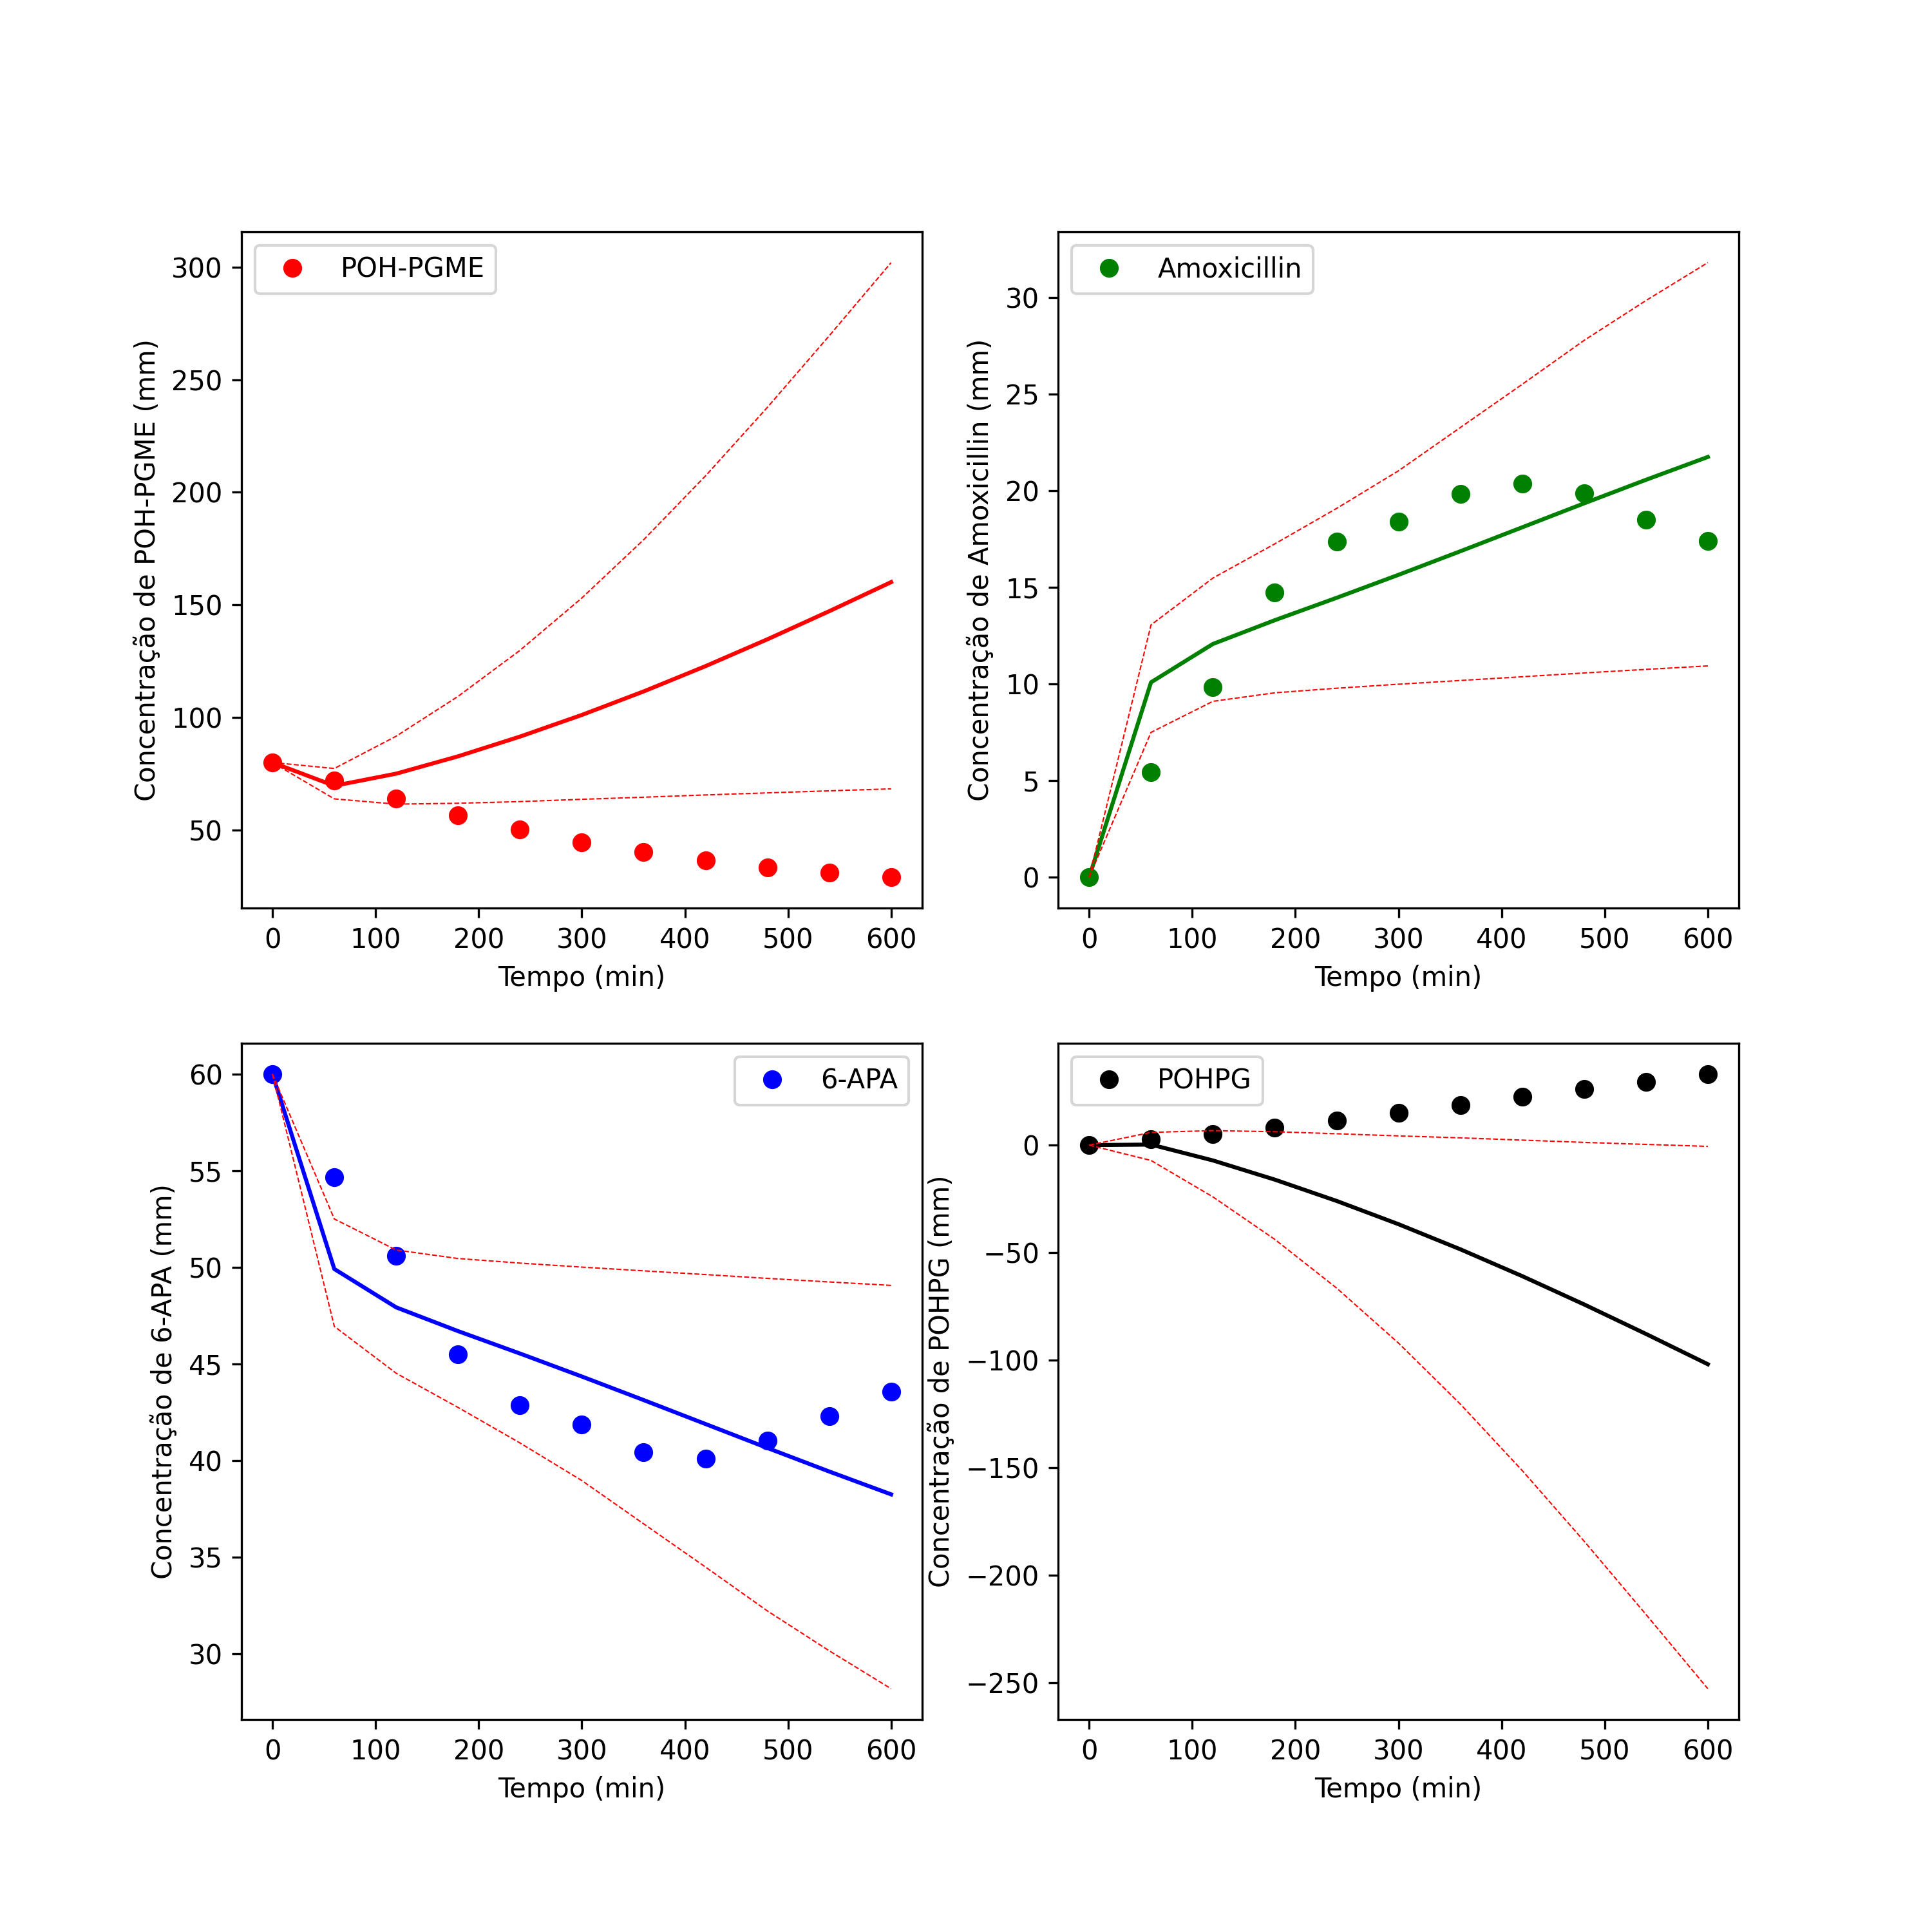 POH-PGME
Concentração de POH-PGME (mm)
300
250
200
150
100
50
0 100 200 300 400 500 600
Tempo (min)
Amoxicillin
Concentração de Amoxicillin (mm)
30
25
20
15
10
5
0
0 100 200 300 400 500 600
Tempo (min)
6-APA
Concentração de 6-APA (mm)
60
55
50
45
40
35
30
0 100 200 300 400 500 600
Tempo (min)
POHPG
Concentração de POHPG (mm)
0
−50
−100
−150
−200
−250
0 100 200 300 400 500 600
Tempo (min)